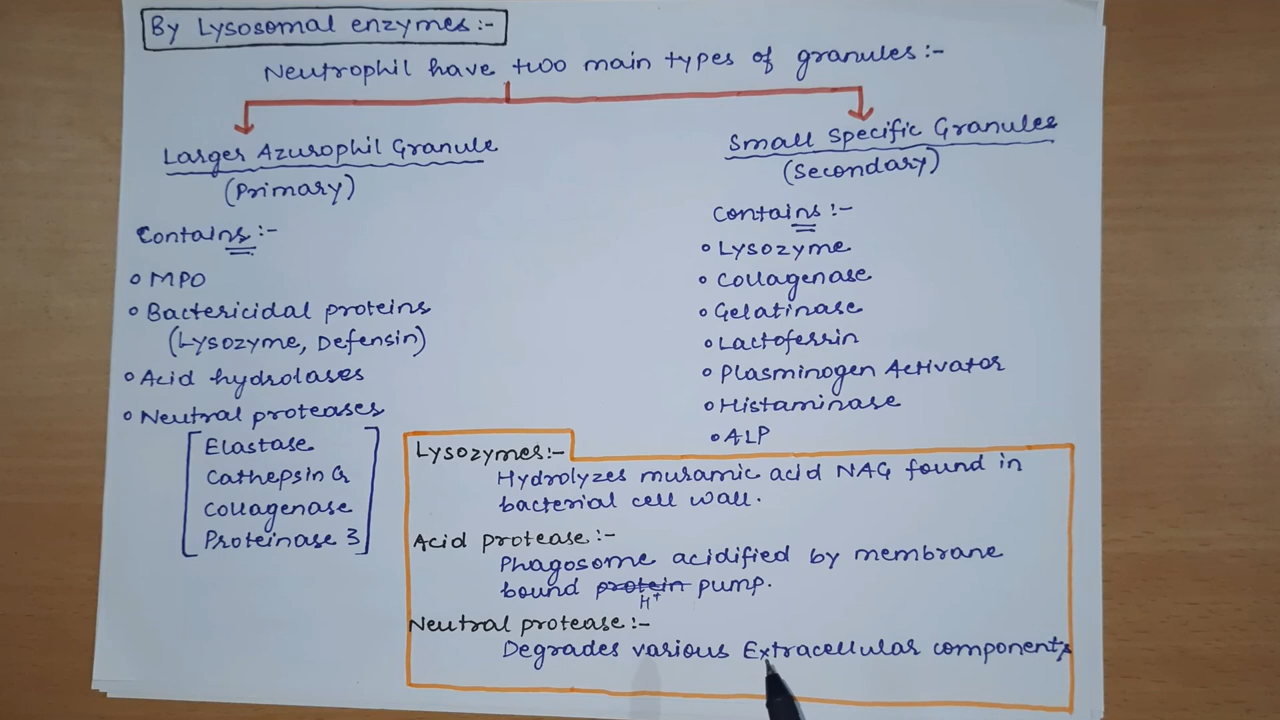 By Lysosomal enzymes:-
Neutrophil have two main types of granules:-
Larger Azurophil Granule
(Primary)
Contains:-
MPO
Bactericidal proteins
(Lysozyme, Defensin)
Acid hydrolases
Neutral proteases
Elastase
Cathepsin G
Collagenase
Proteinase 3
Small Specific Granules
(Secondary)
Contains:-
Lysozyme
Collagenase
Gelatinase
Lactoferrin
Plasminogen Activator
Histaminase
ALP
Lysozymes:-
Hydrolyzes muramic acid NAG found in
bacterial cell wall.
Acid protease:-
Phagosome acidified by membrane
bound protein pump.
H+
Neutral protease:-
Degrades various Extracellular components